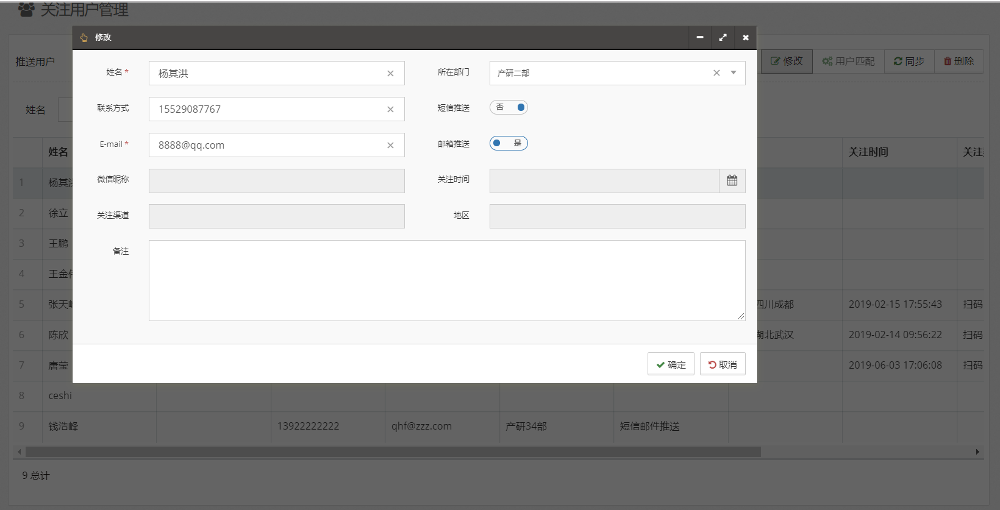 关注用户管理
修改
推送用户
修改 用户匹配 同步 删除
姓名* 杨其洪 所在部门 产研二部
姓名
联系方式 15529087767 短信推送 否
E-mail* 8888@qq.com 邮箱推送 是
姓名 关注时间 关注
微信昵称 关注时间
1 杨其
关注渠道 地区
2 徐立
备注
3 王鹏
4 王金
5 张天 四川成都 2019-02-15 17:55:43 扫码
6 陈欣 湖北武汉 2019-02-14 09:56:22 扫码
7 唐莹 2019-06-03 17:06:08 扫码
确定 取消
8 ceshi
9 钱浩峰 13922222222 qhf@zzz.com 产研34部 短信邮件推送
9 总计